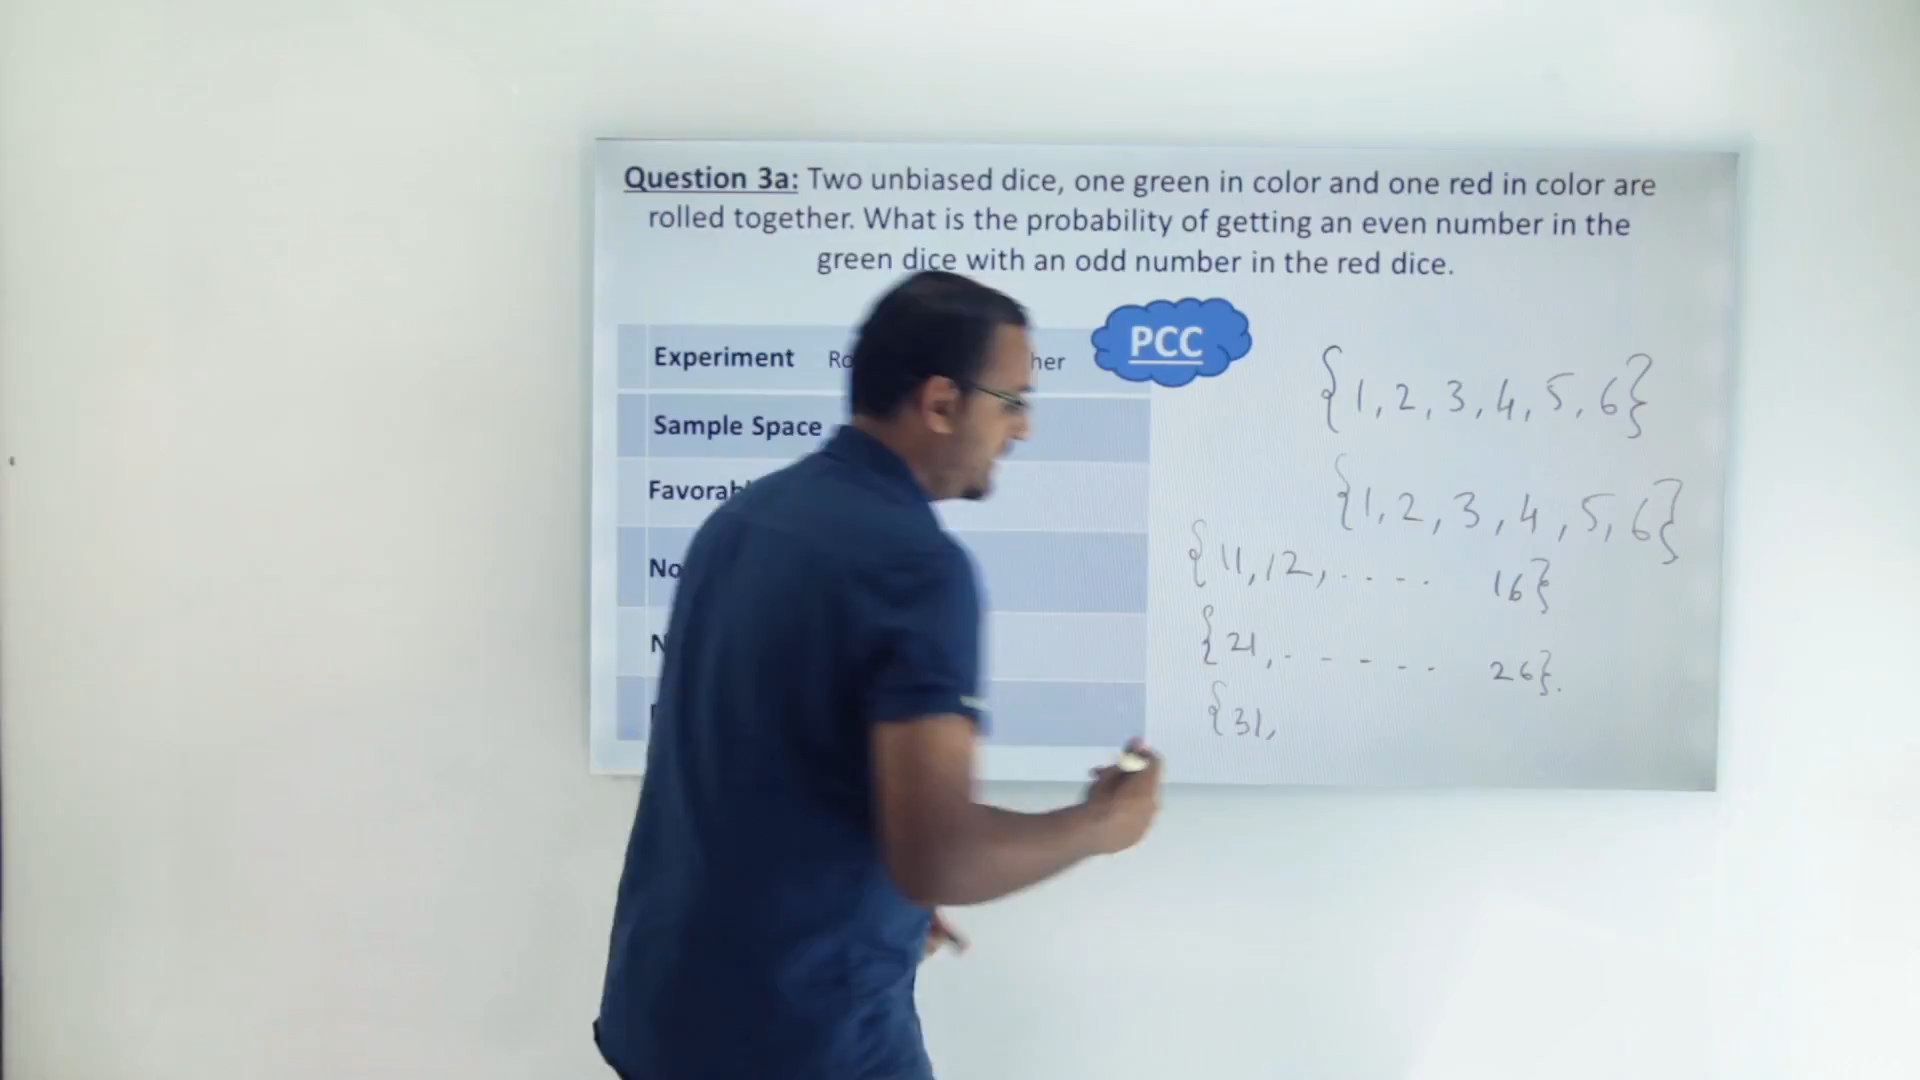 Question 3a: Two unbiased dice, one green in color and one red in color are
rolled together. What is the probability of getting an even number in the
green dice with an odd number in the red dice.
PCC
Experiment
Sample Space
{1, 2, 3, 4, 5, 6}
{1, 2, 3, 4, 5, 6}
{11, 12, .... 16}
{21, ..... 26}.
{31,